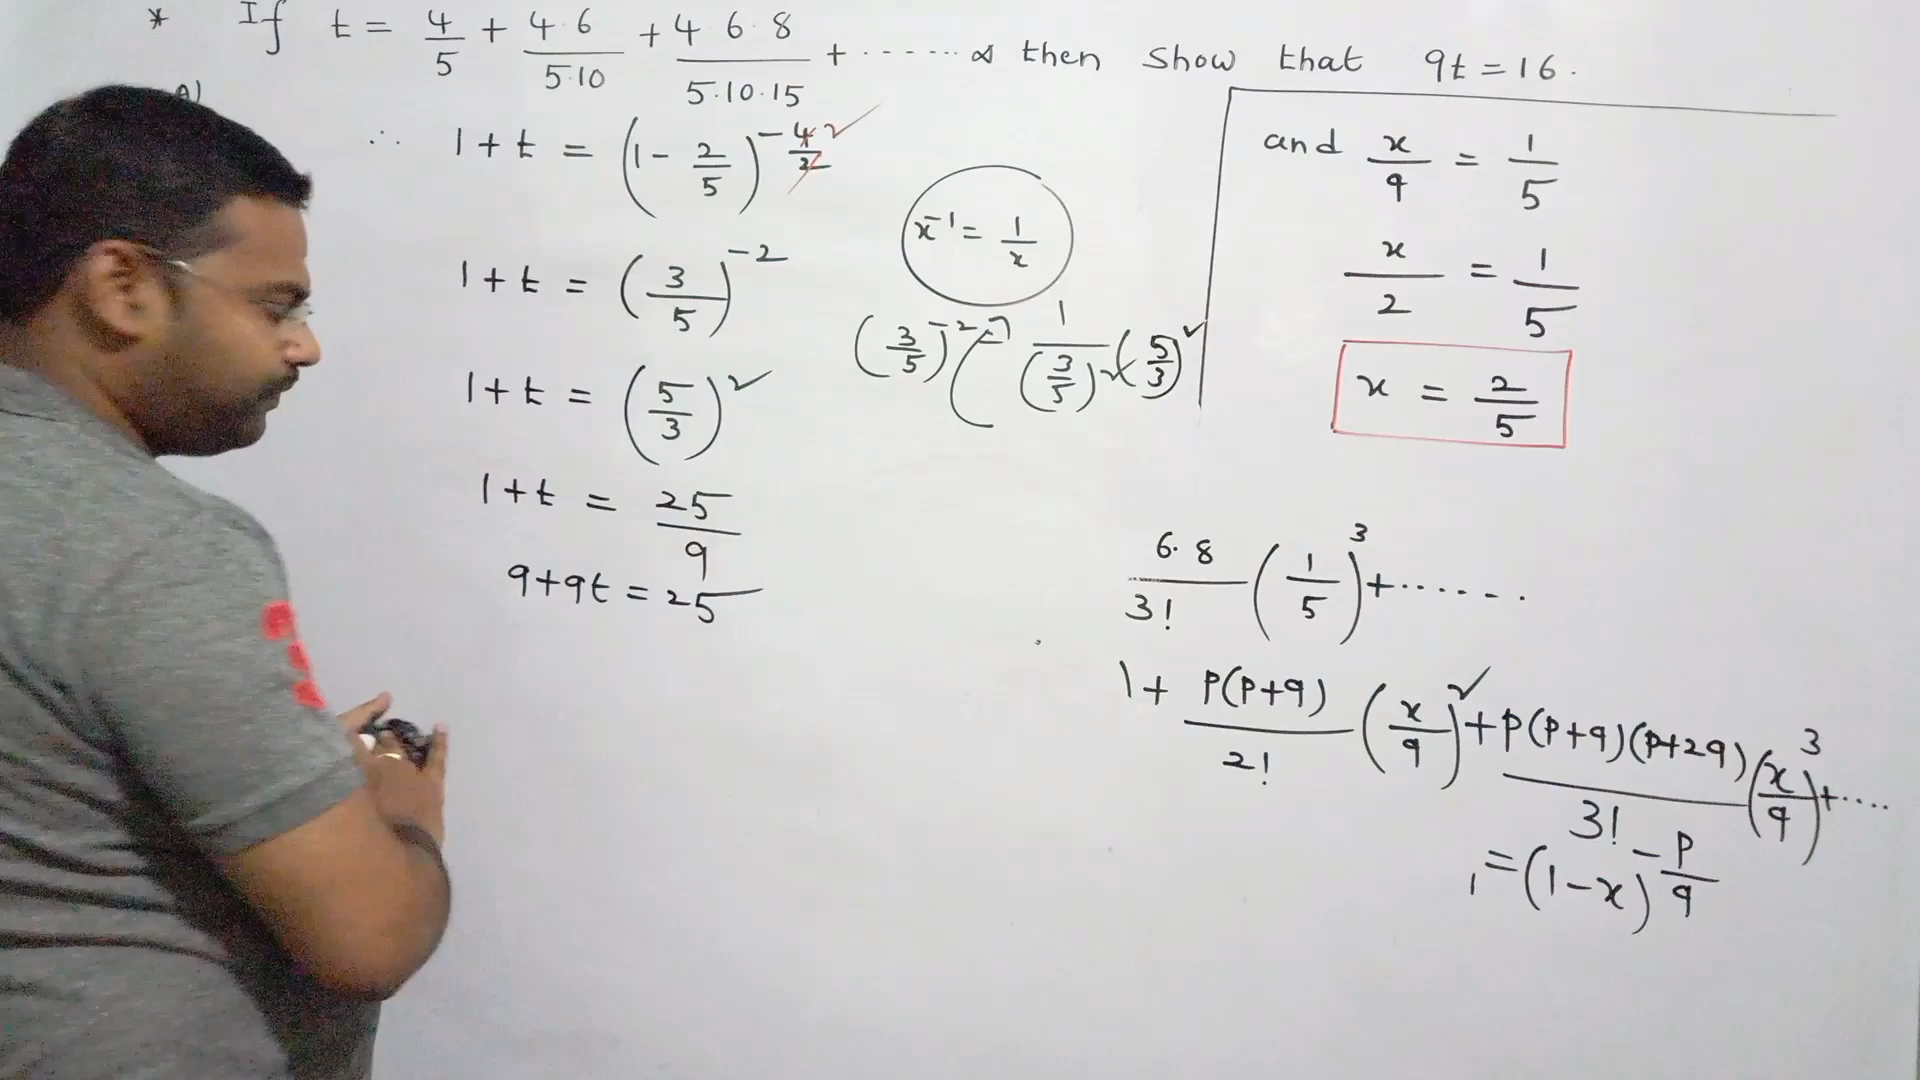 * If t = 4/5 + 4·6/5·10 + 4·6·8/5·10·15 + ······· ∝ then show that 9t = 16.
A)
∴ 1+t = (1 - 2/5)^(-4/2)
1+t = (3/5)^(-2)
1+t = (5/3)^2
1+t = 25/9
9+9t = 25
x^(-1) = 1/x
(3/5)^(-2) = 1/(3/5)^2 (5/3)^2
and x/q = 1/5
x/2 = 1/5
x = 2/5
6·8/3! (1/5)^3 + ·······
1+ p(p+q)/2! (x/q)^2 + p(p+q)(p+2q)/3! (x/q)^3 + ····
= (1-x)^(-p/q)